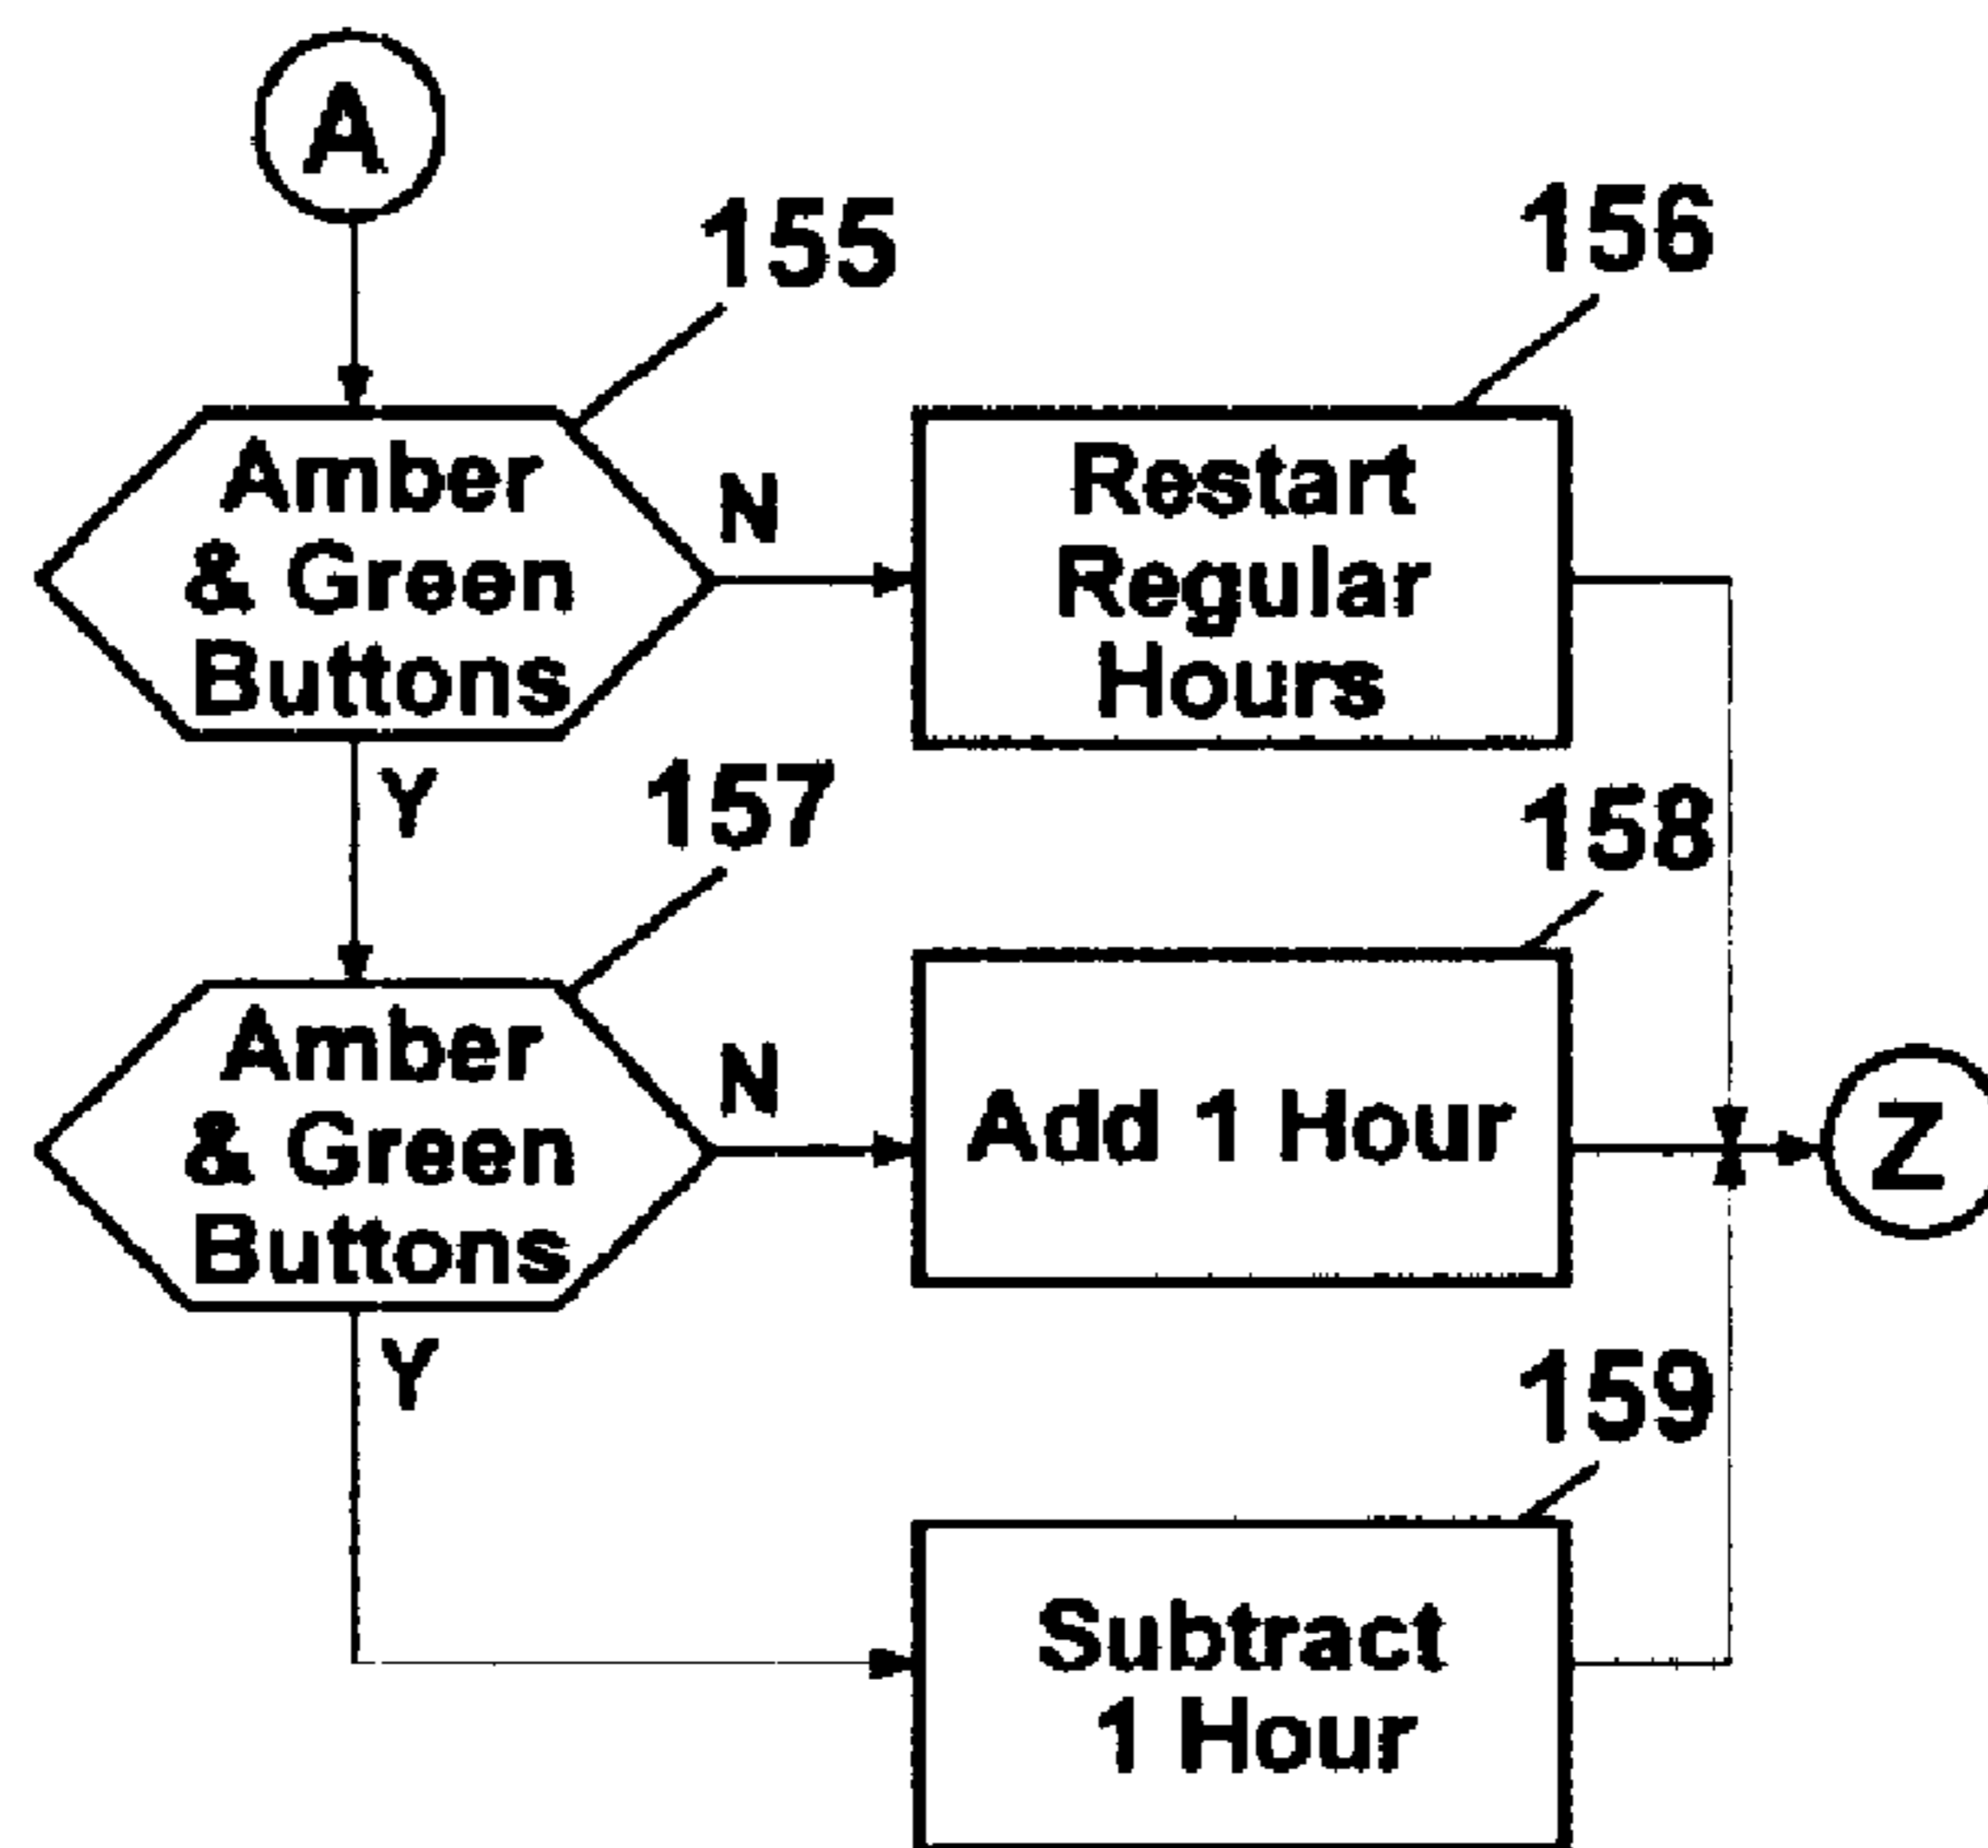 A
155
156
Amber
& Green
Buttons
N
Restart
Regular
Hours
Y
157
158
Amber
& Green
Buttons
N
Add 1 Hour
Z
Y
159
Subtract
1 Hour